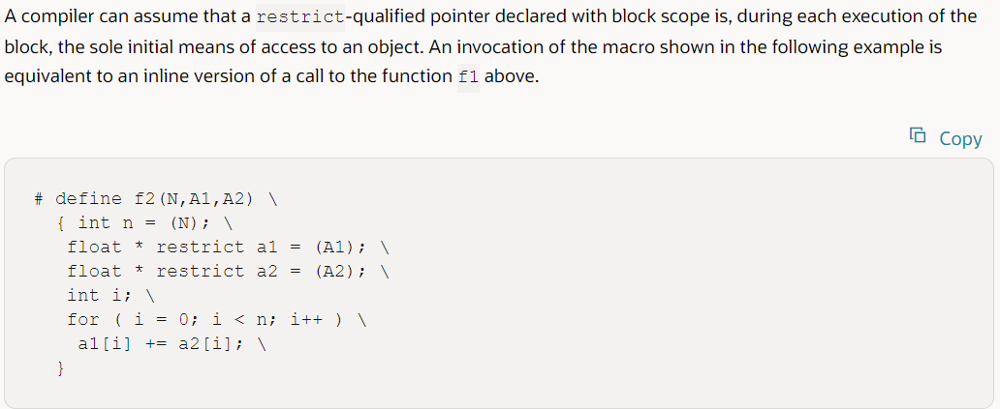 A compiler can assume that a restrict-qualified pointer declared with block scope is, during each execution of the
block, the sole initial means of access to an object. An invocation of the macro shown in the following example is
equivalent to an inline version of a call to the function f1 above.
Copy
# define f2(N,A1,A2) \
{ int n = (N); \
float * restrict a1 = (A1); \
float * restrict a2 = (A2); \
int i; \
for ( i = 0; i < n; i++ ) \
a1[i] += a2[i]; \
}